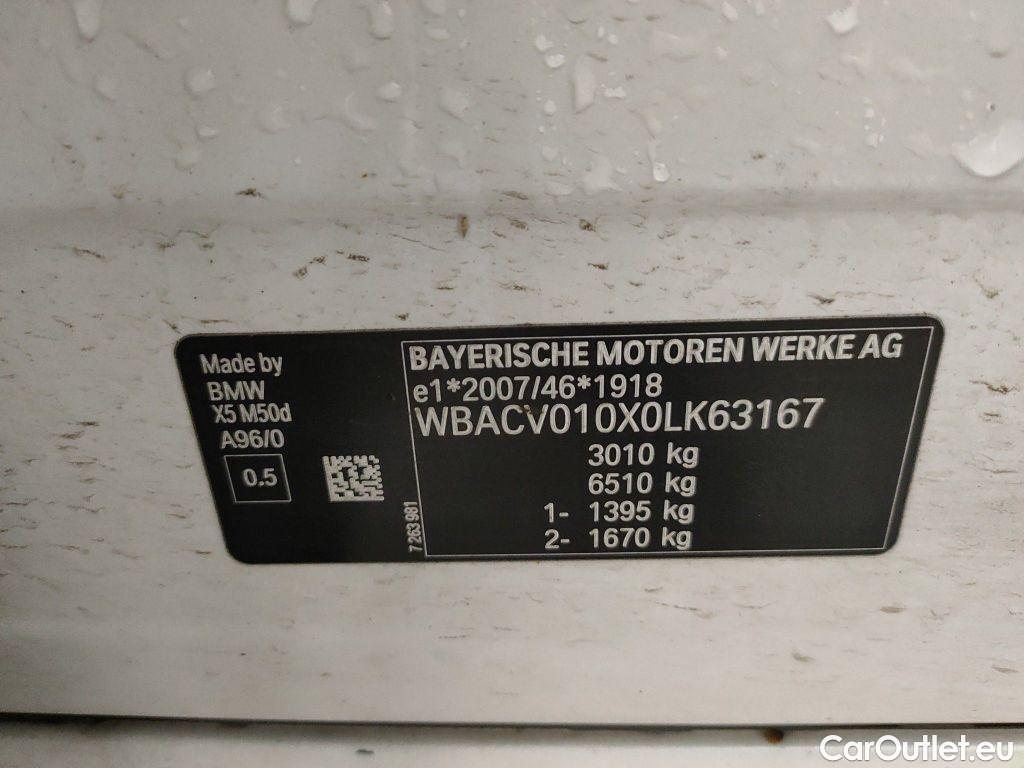 Made by
BMW
X5 M50d
A96/0
0.5
7 263 981
BAYERISCHE MOTOREN WERKE AG
e1*2007/46*1918
WBACV010X0LK63167
3010 kg
6510 kg
1- 1395 kg
2- 1670 kg
CarOutlet.eu